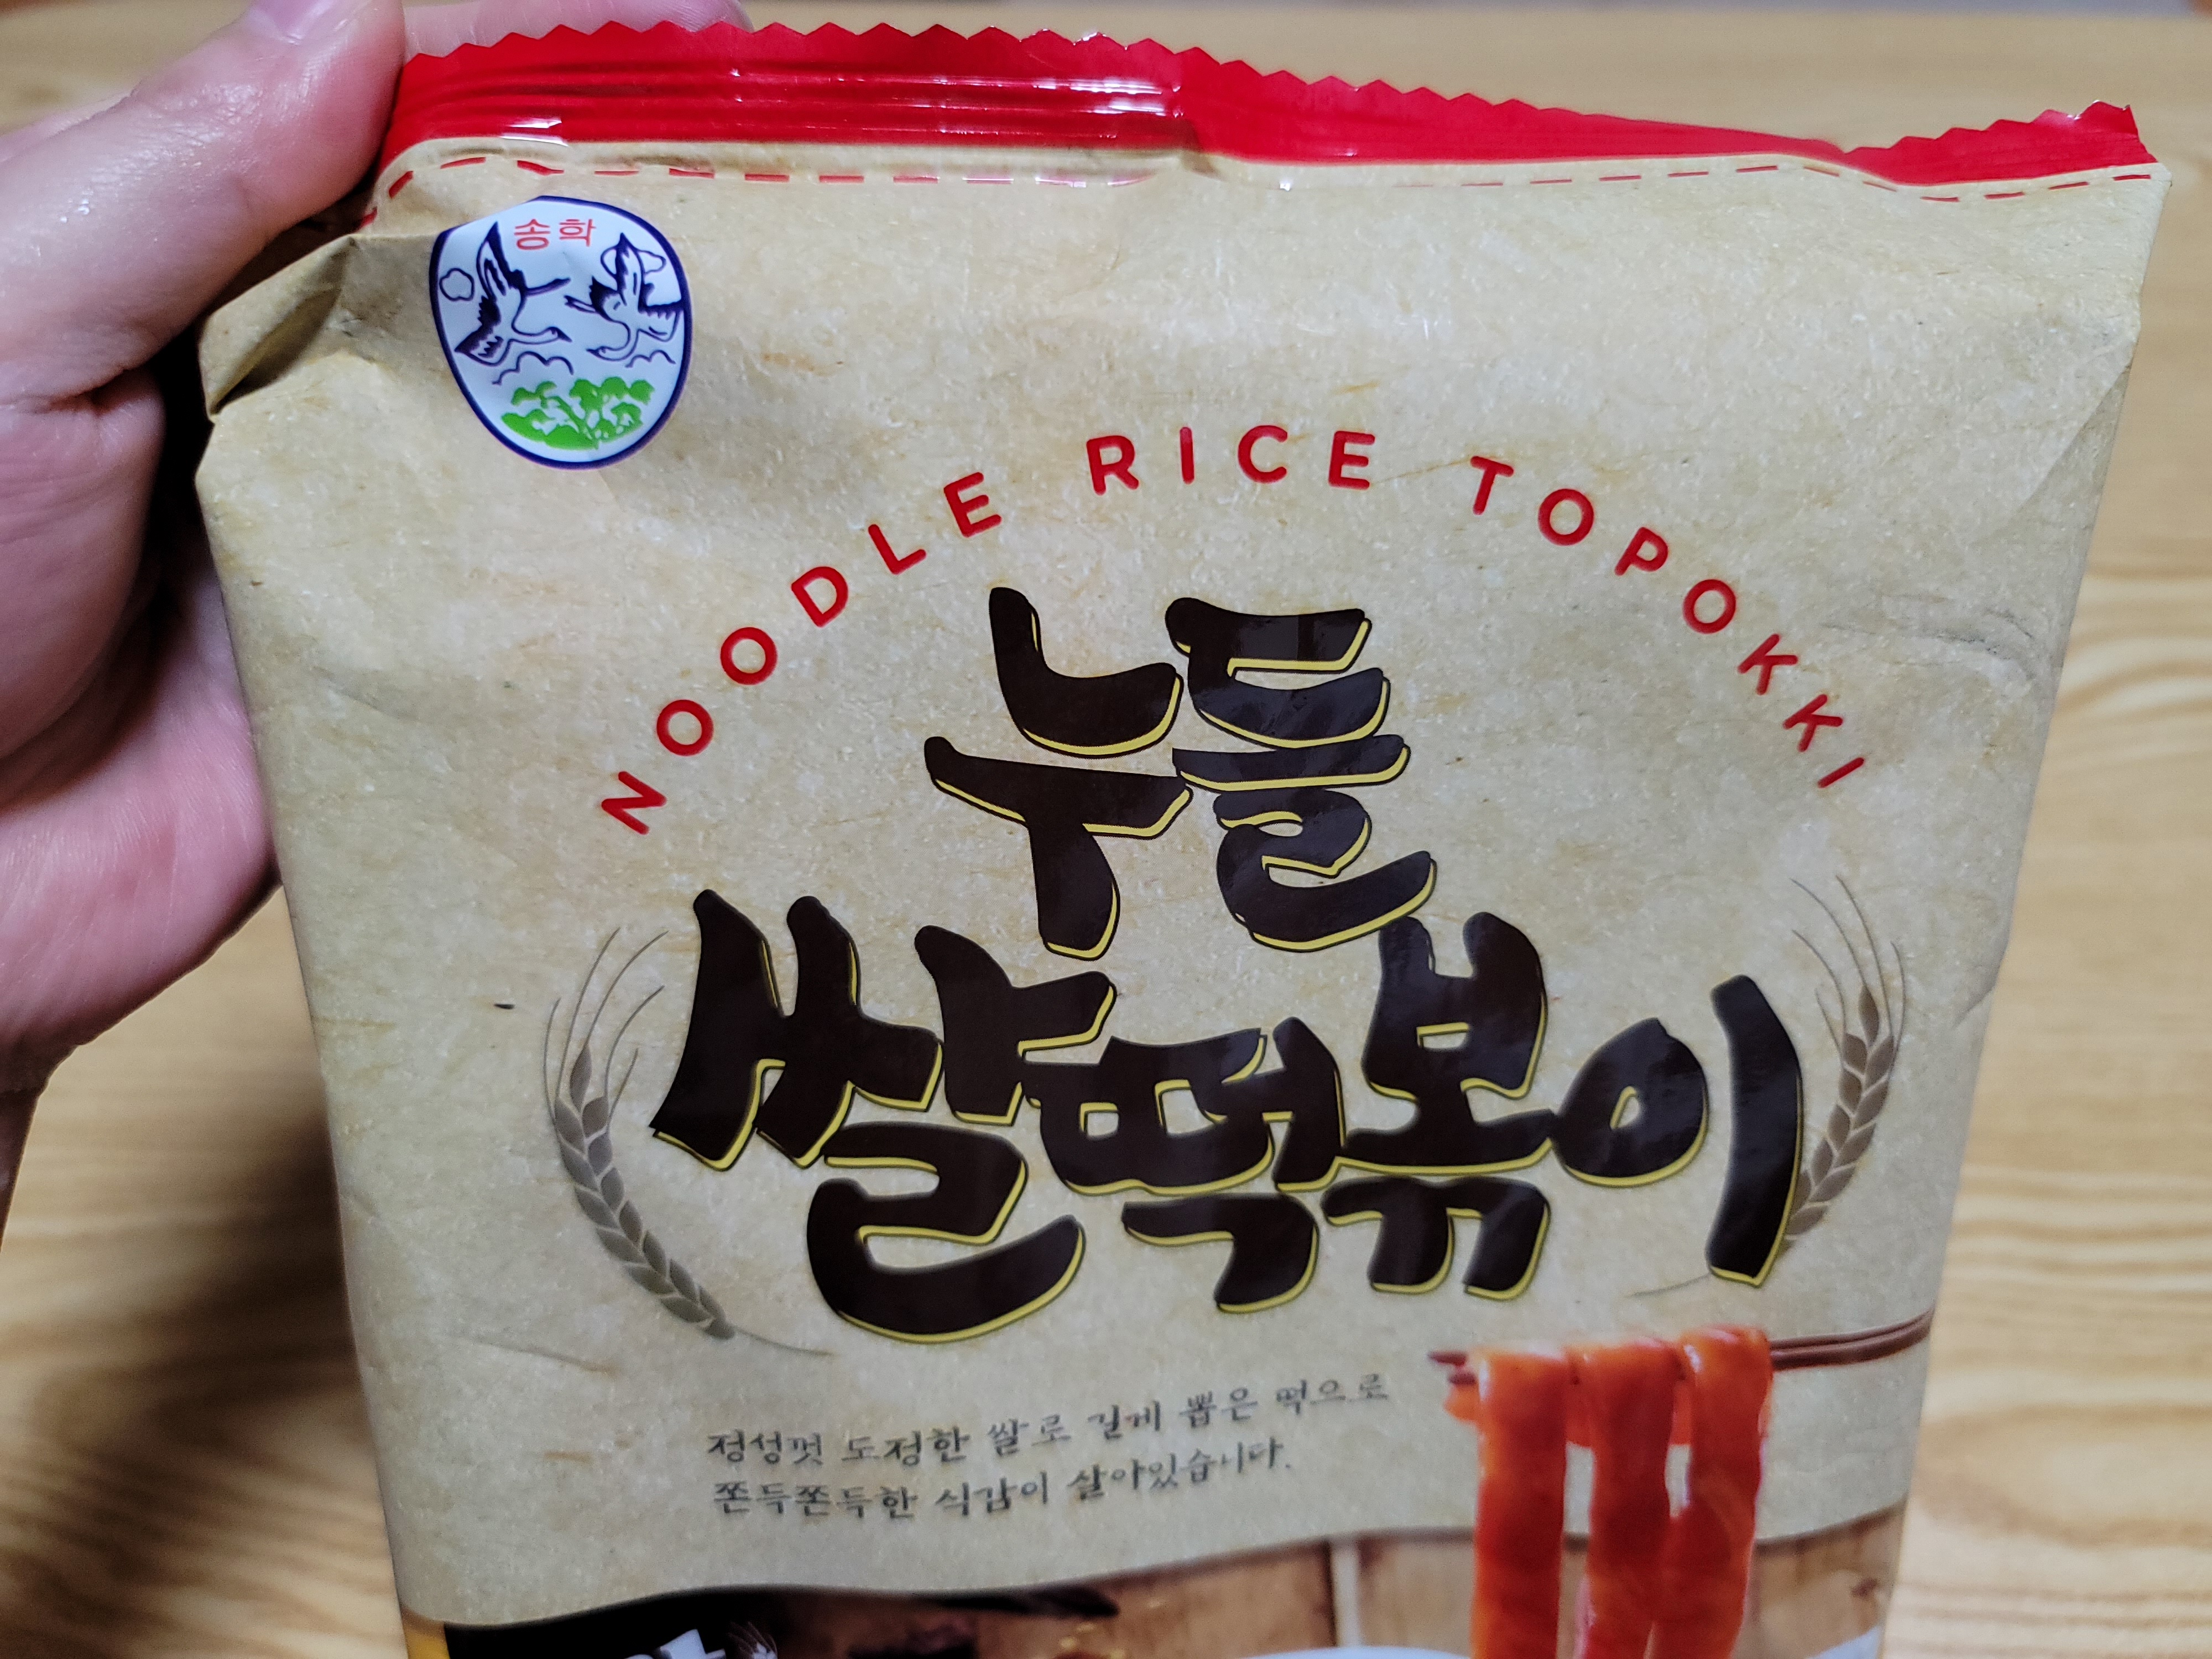 송학
NOODLE RICE TOPOKKI
누들
쌀떡볶이
정성껏 도정한 쌀로 길게 뽑은 떡으로
쫀득쫀득한 식감이 살아있습니다.